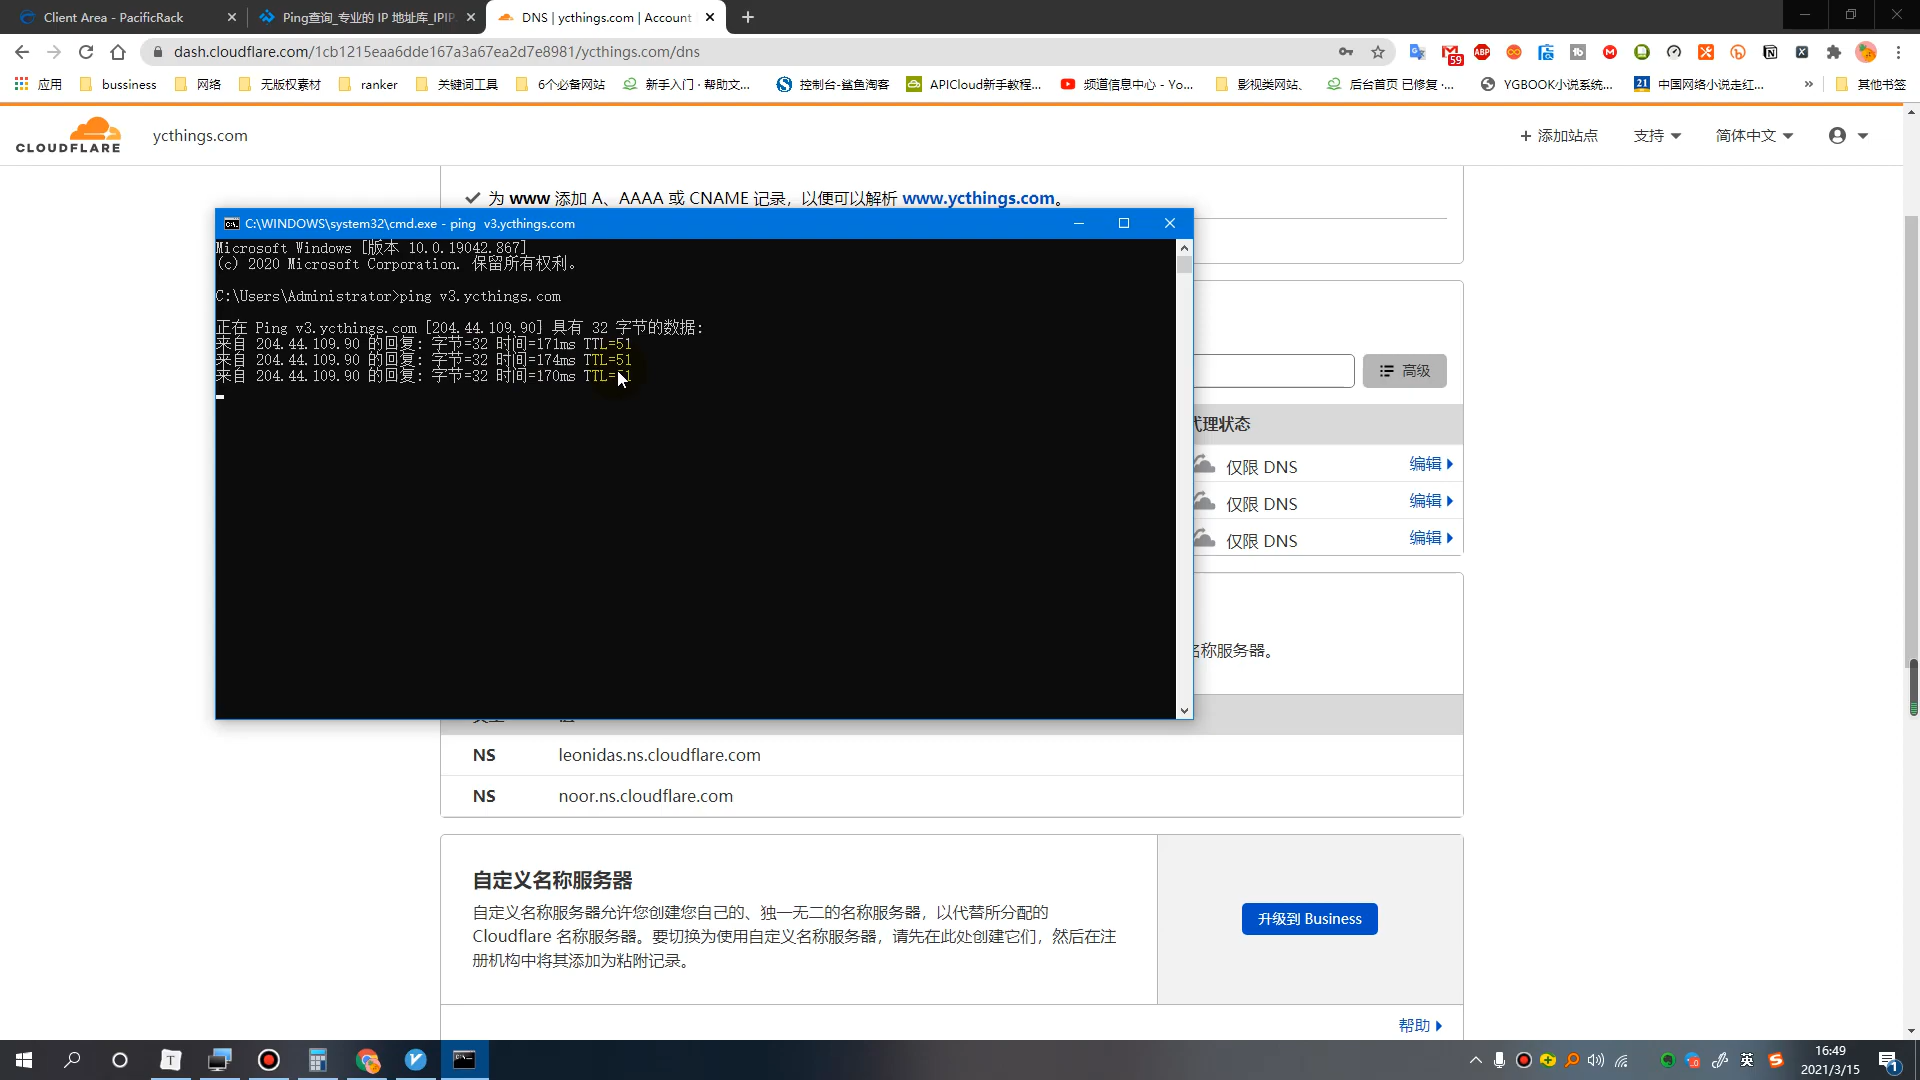 Client Area - PacificRack
Ping查询_专业的 IP 地址库_IPIP.
DNS | ycthings.com | Account
dash.cloudflare.com/1cb1215eaa6dde167a3a67ea2d7e8981/ycthings.com/dns
59
ABP
应用
bussiness
网络
无版权素材
ranker
关键词工具
6个必备网站
新手入门 · 帮助文...
控制台-鲨鱼淘客
APICloud新手教程...
频道信息中心 - Yo...
影视类网站、
后台首页 已修复 ·...
YGBOOK小说系统...
21 中国网络小说走红...
»
其他书签
CLOUDFLARE
ycthings.com
+ 添加站点
支持
简体中文
为 www 添加 A、AAAA 或 CNAME 记录，以便可以解析 www.ycthings.com。
C:\WINDOWS\system32\cmd.exe - ping v3.ycthings.com
Microsoft Windows [版本 10.0.19042.867]
(c) 2020 Microsoft Corporation. 保留所有权利。
C:\Users\Administrator>ping v3.ycthings.com
正在 Ping v3.ycthings.com [204.44.109.90] 具有 32 字节的数据:
来自 204.44.109.90 的回复: 字节=32 时间=171ms TTL=51
来自 204.44.109.90 的回复: 字节=32 时间=174ms TTL=51
来自 204.44.109.90 的回复: 字节=32 时间=170ms TTL=51
高级
代理状态
仅限 DNS
编辑
仅限 DNS
编辑
仅限 DNS
编辑
名称服务器。
NS leonidas.ns.cloudflare.com
NS noor.ns.cloudflare.com
自定义名称服务器
自定义名称服务器允许您创建您自己的、独一无二的名称服务器，以代替所分配的
Cloudflare 名称服务器。要切换为使用自定义名称服务器，请先在此处创建它们，然后在注
册机构中将其添加为粘附记录。
升级到 Business
帮助
英
16:49
2021/3/15
1